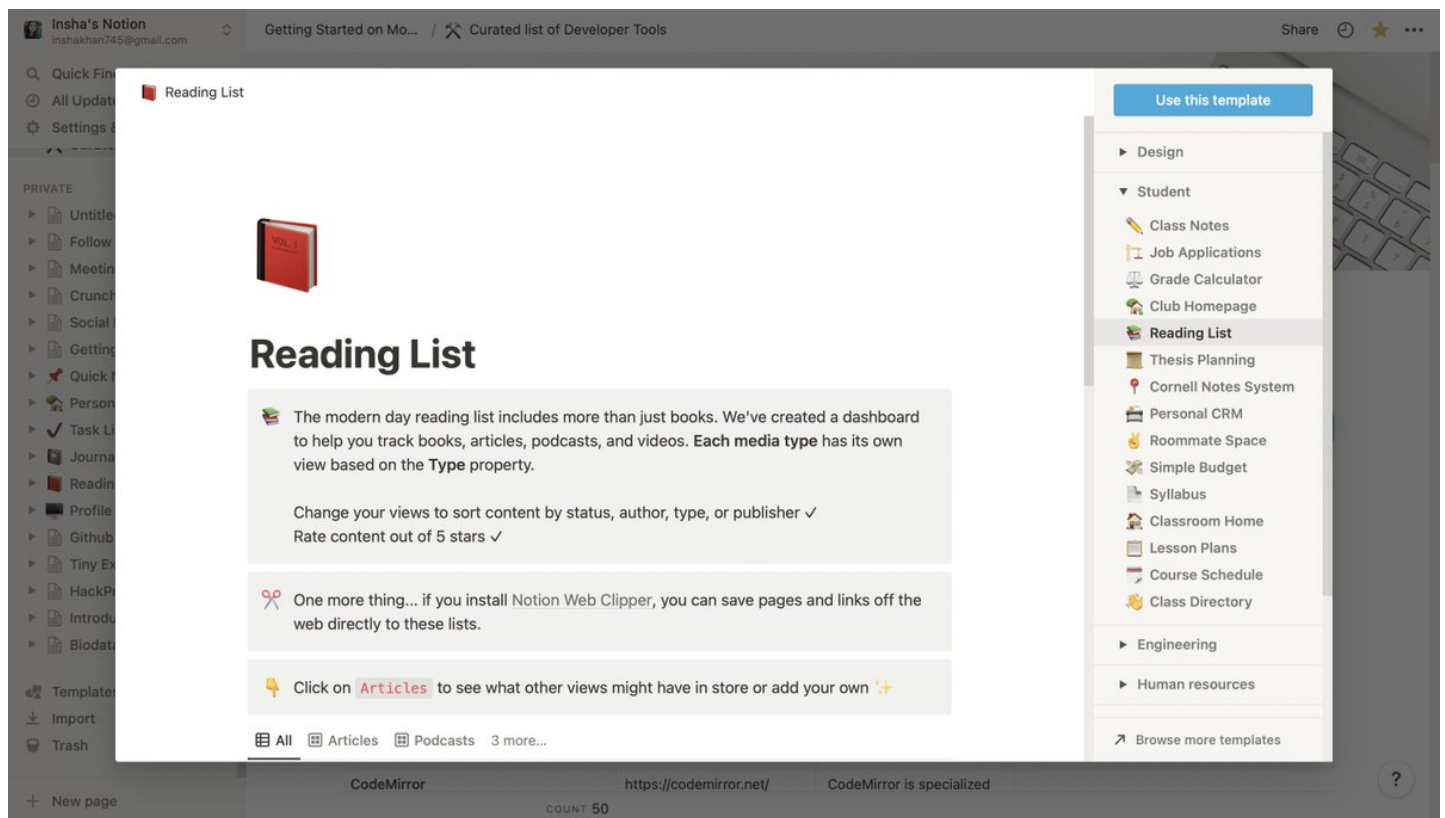 Insha's Notion
inshakhan745@gmail.com
Getting Started on Mo... / Curated list of Developer Tools
Share
Quick Fin
All Update
Settings &
PRIVATE
Untitle
Follow
Meetin
Crunch
Social
Getting
Quick
Person
Task Li
Journa
Readin
Profile
Github
Tiny Ex
HackPr
Introdu
Biodata
Templates
Import
Trash
New page
Reading List
VOL. 1
Reading List
The modern day reading list includes more than just books. We've created a dashboard
to help you track books, articles, podcasts, and videos. Each media type has its own
view based on the Type property.
Change your views to sort content by status, author, type, or publisher ✓
Rate content out of 5 stars ✓
One more thing... if you install Notion Web Clipper, you can save pages and links off the
web directly to these lists.
Click on Articles to see what other views might have in store or add your own
All Articles Podcasts 3 more...
Use this template
Design
Student
Class Notes
Job Applications
Grade Calculator
Club Homepage
Reading List
Thesis Planning
Cornell Notes System
Personal CRM
Roommate Space
Simple Budget
Syllabus
Classroom Home
Lesson Plans
Course Schedule
Class Directory
Engineering
Human resources
Browse more templates
CodeMirror https://codemirror.net/ CodeMirror is specialized
COUNT 50
?